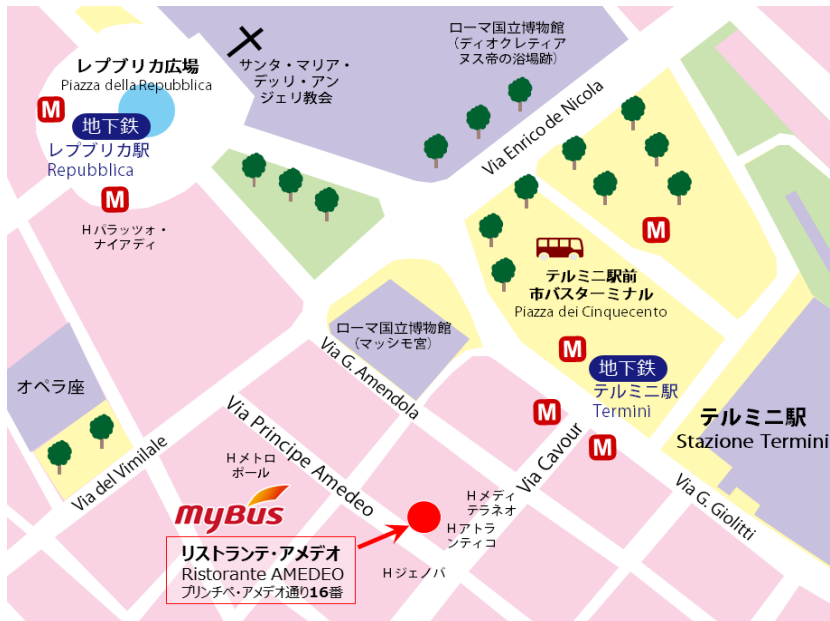 レプブリカ広場
Piazza della Repubblica
M
地下鉄
レプブリカ駅
Repubblica
M
H パラッツォ・
ナイアディ
サンタ・マリア・
デッリ・アン
ジェリ教会
ローマ国立博物館
(ディオクレティア
ヌス帝の浴場跡)
Via Enrico de Nicola
M
テルミニ駅前
市バスターミナル
Piazza dei Cinquecento
M
地下鉄
テルミニ駅
Termini
M
M
テルミニ駅
Stazione Termini
ローマ国立博物館
(マッシモ宮)
Via G. Amendola
オペラ座
Via del Vimilale
Via Principe Amedeo
Via Cavour
Via G. Giolitti
H メトロ
ポール
H メディ
テラネオ
H アトラ
ンティコ
H ジェノバ
MyBus
リストランテ・アメデオ
Ristorante AMEDEO
プリンチペ・アメデオ通り16番